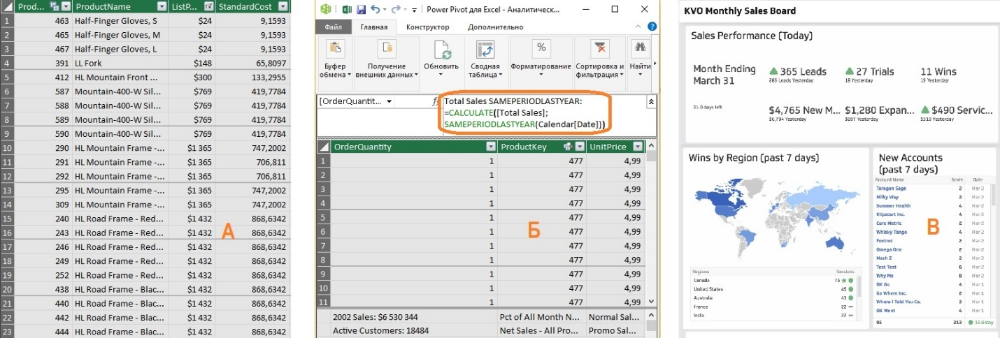 Prod... ProductName ListP... StandardCost
1 463 Half-Finger Gloves, S $24 9,1593
2 465 Half-Finger Gloves, M $24 9,1593
3 467 Half-Finger Gloves, L $24 9,1593
4 391 LL Fork $148 65,8097
5 412 HL Mountain Front ... $300 133,2955
6 587 Mountain-400-W Sil... $769 419,7784
7 588 Mountain-400-W Sil... $769 419,7784
8 589 Mountain-400-W Sil... $769 419,7784
9 590 Mountain-400-W Sil... $769 419,7784
10 290 HL Mountain Frame -... $1 365 747,2002
11 291 HL Mountain Frame -... $1 365 706,811
12 292 HL Mountain Frame -... $1 365 706,811
13 295 HL Mountain Frame -... $1 365 747,2002
14 309 HL Mountain Frame -... $1 365 747,2002
15 240 HL Road Frame - Red... $1 432 868,6342
16 243 HL Road Frame - Red... $1 432 868,6342
17 246 HL Road Frame - Red... $1 432 868,6342
18 249 HL Road Frame - Red... $1 432 868,6342
19 252 HL Road Frame - Red... $1 432 868,6342
20 438 HL Road Frame - Blac... $1 432 868,6342
21 440 HL Road Frame - Blac... $1 432 868,6342
22 442 HL Road Frame - Blac... $1 432 868,6342
23 444 HL Road Frame - Blac... $1 432 868,6342
А
Power Pivot для Excel - Аналитическ...
Файл Главная Конструктор Дополнительно
Буфер обмена
Получение внешних данных
Обновить
Сводная таблица
Форматирование
Сортировка и фильтрация
Найти
[OrderQuantit... fx
Total Sales SAMEPERIODLASTYEAR:
=CALCULATE([Total Sales];
SAMEPERIODLASTYEAR(Calendar[Date]))
OrderQuantity ProductKey UnitPrice
1 1 477 4,99
2 1 477 4,99
3 1 477 4,99
4 1 477 4,99
5 1 477 4,99
6 1 477 4,99
7 1 477 4,99
8 1 477 4,99
9 1 477 4,99
10 1 477 4,99
11 1 477 4,99
Б
2002 Sales: $6 530 344 Pct of All Month N... Normal Sal...
Active Customers: 18484 Net Sales - All Pro... Promo Sal...
KVO Monthly Sales Board
Sales Performance (Today)
Month Ending
March 31
31.0 days left
365 Leads
285 Leads Yesterday
27 Trials
18 Yesterday
11 Wins
15 Yesterday
$4,765 New M...
$6,794 Yesterday
$1,280 Expan...
$897 Yesterday
$490 Servic...
$310 Yesterday
Wins by Region (past 7 days)
Regions Sessions
Canada 76
United States 45
Australia 43
France 22
India 22
New Accounts
(past 7 days)
Account Name Seats Date
Taragon Sage 2 Mar 2
Milky Way 2 Mar 2
Summer Health 4 Mar 2
Klipstart Inc. 4 Mar 2
Core Metric 2 Mar 2
Whisky Tango 4 Mar 2
Foxtrot 2 Mar 2
Omega One 2 Mar 2
Mach Z 2 Mar 2
Test Test 6 Mar 2
Why Me 8 Mar 2
OK Go 4 Mar 1
Go Where Inc. 2 Mar 1
Where I Told You Co. 2 Mar 1
OK Went 4 Mar 1
95 212 13.6/day
В